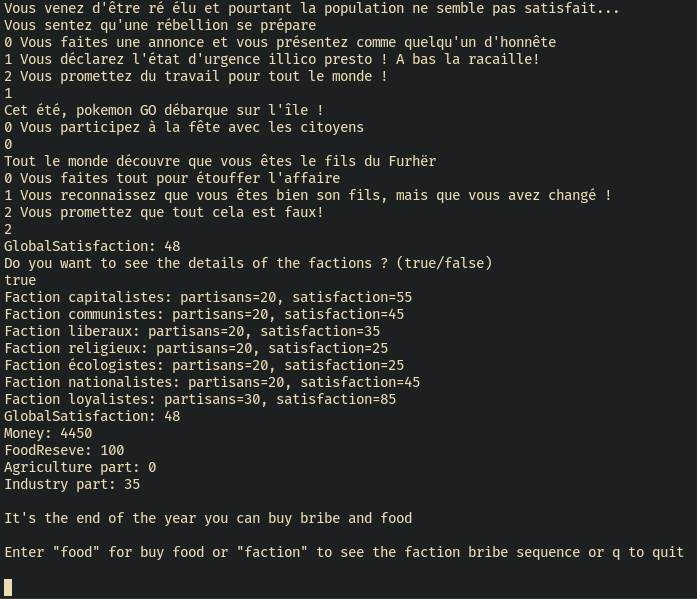 Vous venez d'être ré élu et pourtant la population ne semble pas satisfait...
Vous sentez qu'une rébellion se prépare
0 Vous faites une annonce et vous présentez comme quelqu'un d'honnête
1 Vous déclarez l'état d'urgence illico presto ! A bas la racaille!
2 Vous promettez du travail pour tout le monde !
1
Cet été, pokemon GO débarque sur l'île !
0 Vous participez à la fête avec les citoyens
0
Tout le monde découvre que vous êtes le fils du Furhër
0 Vous faites tout pour étouffer l'affaire
1 Vous reconnaissez que vous êtes bien son fils, mais que vous avez changé !
2 Vous promettez que tout cela est faux!
2
GlobalSatisfaction: 48
Do you want to see the details of the factions ? (true/false)
true
Faction capitalistes: partisans=20, satisfaction=55
Faction communistes: partisans=20, satisfaction=45
Faction liberaux: partisans=20, satisfaction=35
Faction religieux: partisans=20, satisfaction=25
Faction écologistes: partisans=20, satisfaction=25
Faction nationalistes: partisans=20, satisfaction=45
Faction loyalistes: partisans=30, satisfaction=85
GlobalSatisfaction: 48
Money: 4450
FoodReseve: 100
Agriculture part: 0
Industry part: 35
It's the end of the year you can buy bribe and food
Enter "food" for buy food or "faction" to see the faction bribe sequence or q to quit